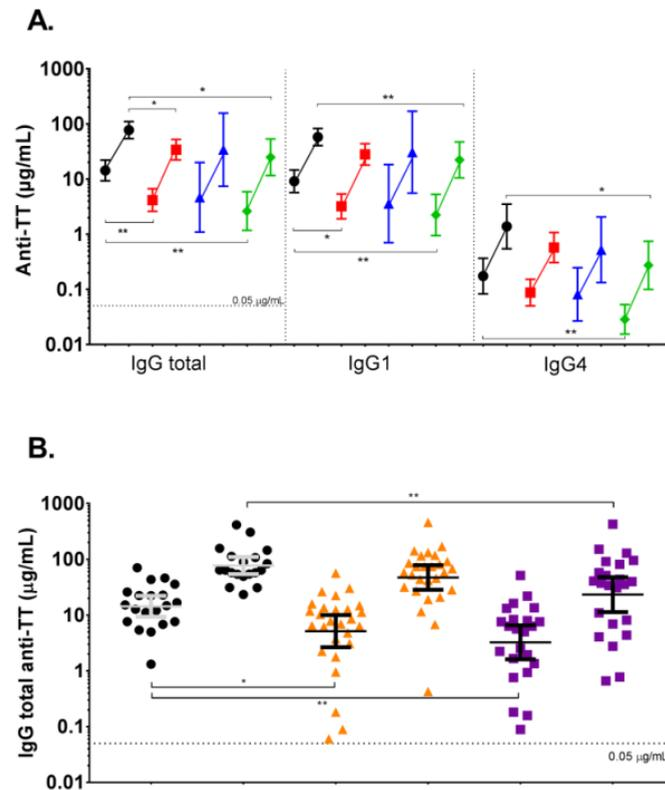 A.
1000
100
10
1
0.1
0.01
Anti-TT (μg/mL)
*
*
**
**
0.05 μg/mL
**
*
**
*
**
IgG total
IgG1
IgG4
B.
1000
100
10
1
0.1
0.01
IgG total anti-TT (μg/mL)
**
*
**
0.05 μg/mL